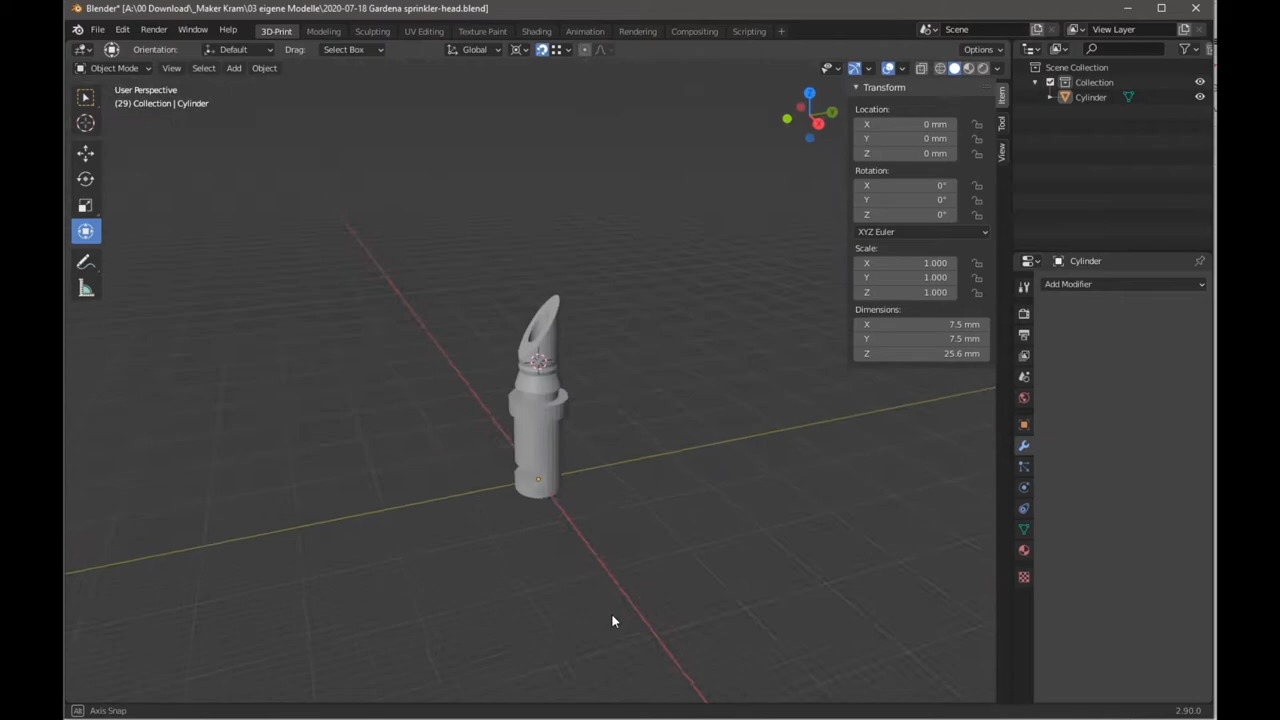 Blender* [A:\00 Download\_Maker Kram\03 eigene Modelle\2020-07-18 Gardena sprinkler-head.blend]
File Edit Render Window Help 3D-Print Modeling Sculpting UV Editing Texture Paint Shading Animation Rendering Compositing Scripting + Scene View Layer
Orientation: Default Drag: Select Box Global Options
Object Mode View Select Add Object
User Perspective
(29) Collection | Cylinder
Z
Y
X
Transform
Location:
X 0 mm
Y 0 mm
Z 0 mm
Rotation:
X 0°
Y 0°
Z 0°
XYZ Euler
Scale:
X 1.000
Y 1.000
Z 1.000
Dimensions:
X 7.5 mm
Y 7.5 mm
Z 25.6 mm
Item
Tool
View
Scene Collection
Collection
Cylinder
Cylinder
Add Modifier
Alt Axis Snap
2.90.0